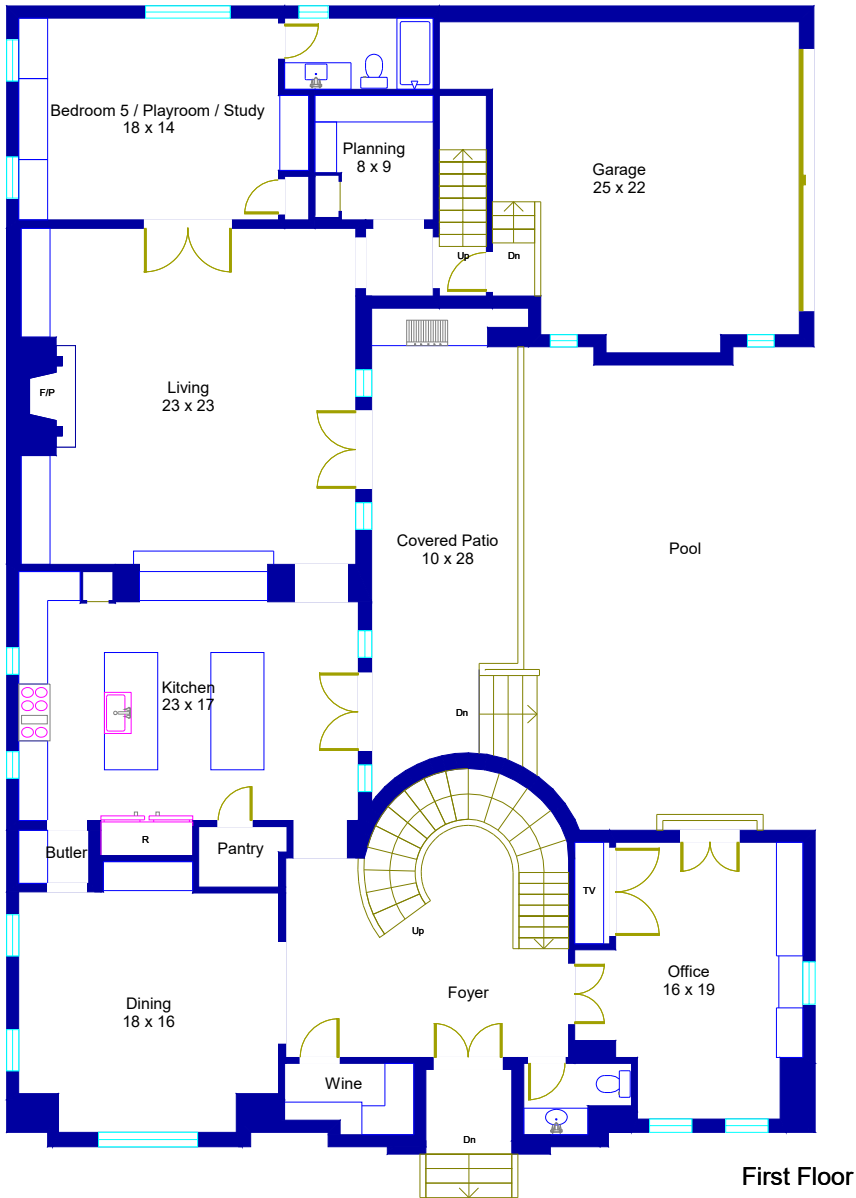 Bedroom 5 / Playroom / Study
18 x 14
Planning
8 x 9
Garage
25 x 22
Up
Dn
F/P
Living
23 x 23
Covered Patio
10 x 28
Pool
Kitchen
23 x 17
Dn
R
Butler
Pantry
TV
Up
Office
16 x 19
Foyer
Dining
18 x 16
Wine
Dn
First Floor